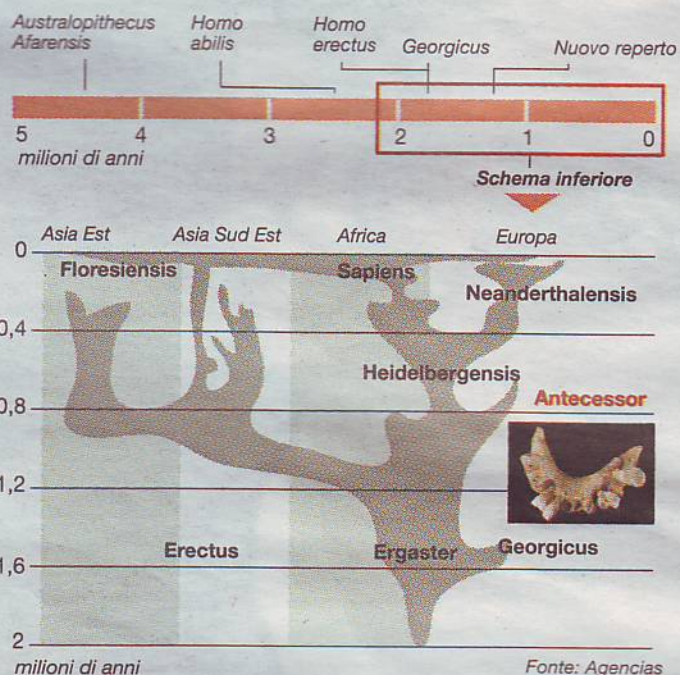 Australopithecus
Afarensis
Homo
abilis
Homo
erectus
Georgicus
Nuovo reperto
5 4 3 2 1 0
milioni di anni
Schema inferiore
Asia Est Asia Sud Est Africa Europa
0
Floresiensis Sapiens
Neanderthalensis
0,4
Heidelbergensis
Antecessor
0,8
1,2
Erectus Ergaster Georgicus
1,6
2
milioni di anni Fonte: Agencias